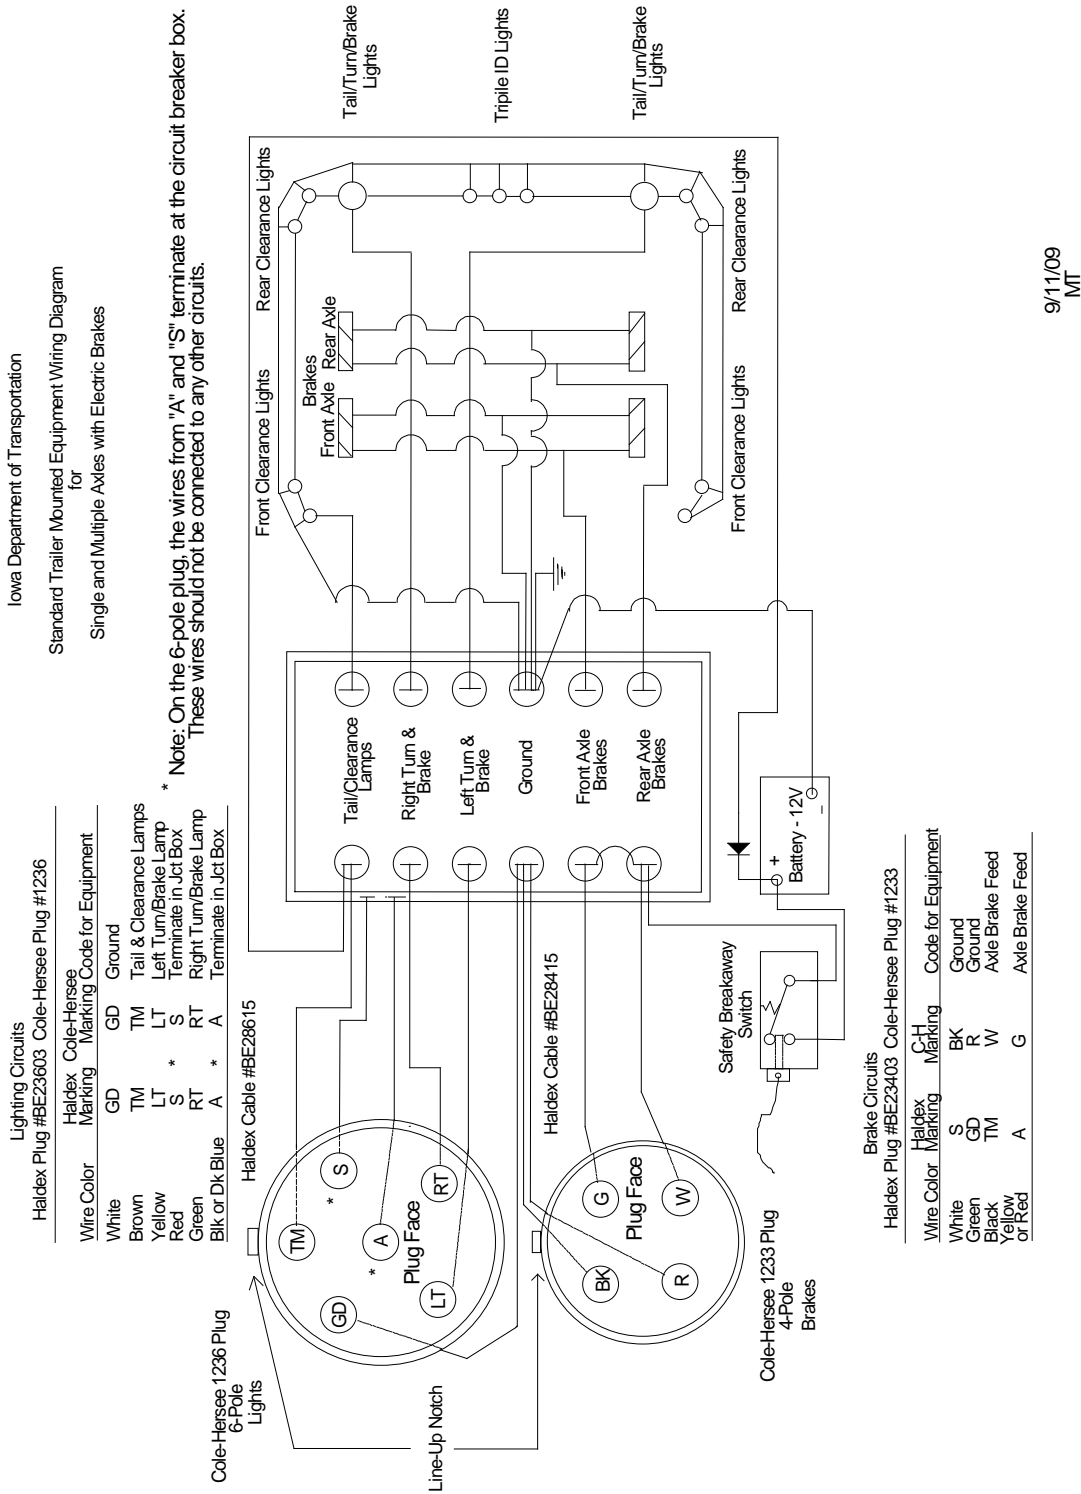 Iowa Department of Transportation
Standard Trailer Mounted Equipment Wiring Diagram
for
Single and Multiple Axles with Electric Brakes
Lighting Circuits
Haldex Plug #BE23603 Cole-Hersee Plug #1236
Wire Color Haldex Marking Cole-Hersee Marking Code for Equipment
White GD GD Ground
Brown TM TM Tail & Clearance Lamps
Yellow LT LT Left Turn/Brake Lamp
Red S * S Terminate in Jct Box
Green RT RT Right Turn/Brake Lamp
Blk or Dk Blue A * A Terminate in Jct Box
* Note: On the 6-pole plug, the wires from "A" and "S" terminate at the circuit breaker box.
These wires should not be connected to any other circuits.
Cole-Hersee 1236 Plug
6-Pole
Lights
Haldex Cable #BE28615
TM
* S
* A
GD
RT
LT
Plug Face
Line-Up Notch
Haldex Cable #BE28415
G
BK
W
R
Plug Face
Cole-Hersee 1233 Plug
4-Pole
Brakes
Tail/Clearance
Lamps
Right Turn &
Brake
Left Turn &
Brake
Ground
Front Axle
Brakes
Rear Axle
Brakes
Safety Breakaway
Switch
+
Battery - 12V
–
Front Clearance Lights
Rear Clearance Lights
Brakes
Front Axle
Rear Axle
Front Clearance Lights
Rear Clearance Lights
Tail/Turn/Brake
Lights
Tripile ID Lights
Tail/Turn/Brake
Lights
Brake Circuits
Haldex Plug #BE23403 Cole-Hersee Plug #1233
Wire Color Haldex Marking C-H Marking Code for Equipment
White S BK Ground
Green GD R Ground
Black TM W Axle Brake Feed
Yellow
or Red A G Axle Brake Feed
9/11/09
MT